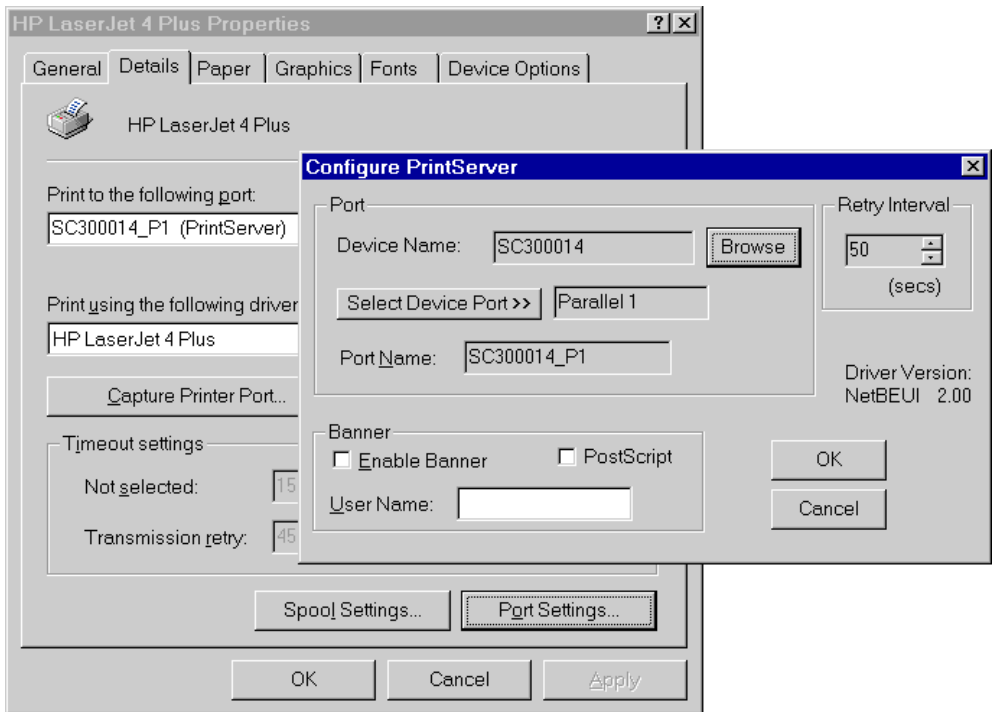 HP LaserJet 4 Plus Properties
General Details Paper Graphics Fonts Device Options
HP LaserJet 4 Plus
Print to the following port:
SC300014_P1 (PrintServer)
Print using the following driver
HP LaserJet 4 Plus
Capture Printer Port...
Timeout settings
Not selected: 15
Transmission retry: 45
Spool Settings... Port Settings...
OK Cancel Apply
Configure PrintServer
Port
Device Name: SC300014 Browse
Select Device Port >> Parallel 1
Port Name: SC300014_P1
Retry Interval
50
(secs)
Driver Version:
NetBEUI 2.00
Banner
Enable Banner PostScript
User Name:
OK
Cancel